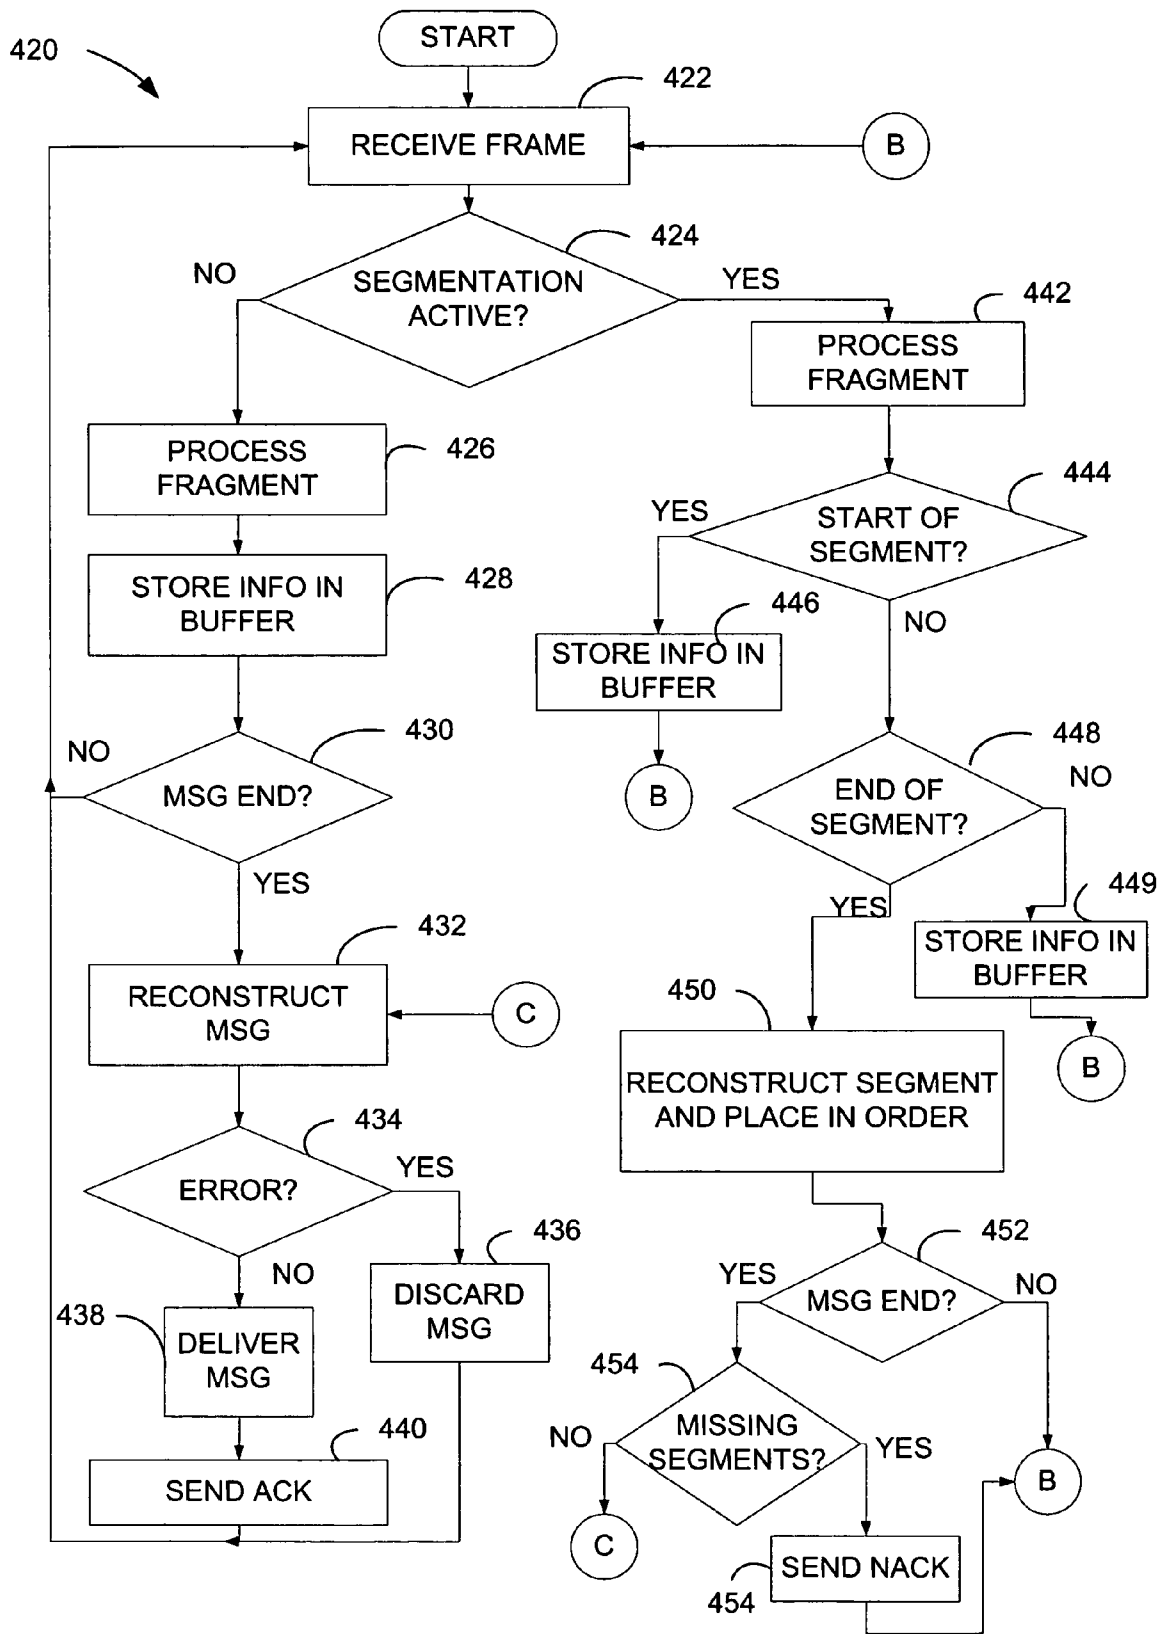 420
START
422
RECEIVE FRAME
B
424
NO
SEGMENTATION
ACTIVE?
YES
442
PROCESS
FRAGMENT
PROCESS
FRAGMENT
426
444
YES
START OF
SEGMENT?
STORE INFO IN
BUFFER
428
446
NO
STORE INFO IN
BUFFER
430
NO
MSG END?
B
448
NO
END OF
SEGMENT?
YES
YES
449
STORE INFO IN
BUFFER
432
RECONSTRUCT
MSG
C
450
B
RECONSTRUCT SEGMENT
AND PLACE IN ORDER
434
YES
ERROR?
436
452
NO
YES
NO
DISCARD
MSG
MSG END?
438
DELIVER
MSG
454
NO
MISSING
SEGMENTS?
YES
440
B
SEND ACK
C
SEND NACK
454